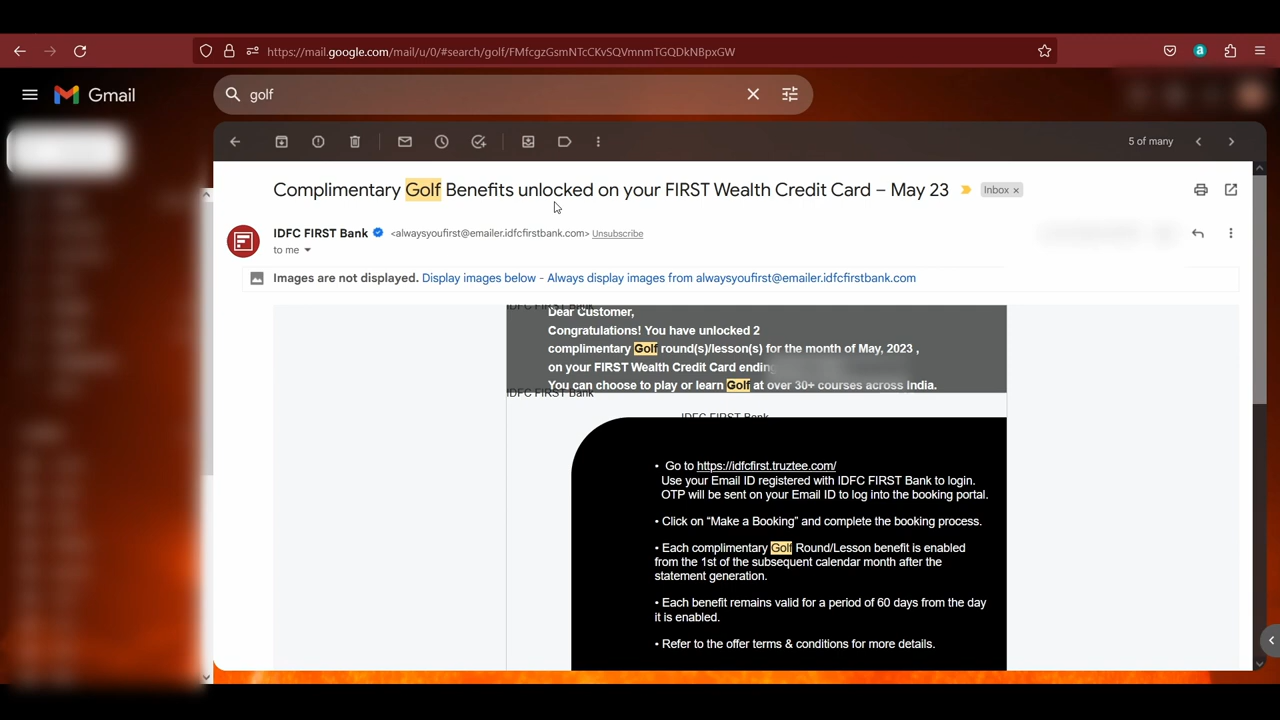 https://mail.google.com/mail/u/0/#search/golf/FMfcgzGsmNTcCKvSQVmnmTGQDkNBpxGW
a
Gmail
golf
5 of many
Complimentary Golf Benefits unlocked on your FIRST Wealth Credit Card – May 23
Inbox ×
IDFC FIRST Bank <alwaysyoufirst@emailer.idfcfirstbank.com> Unsubscribe
to me
Images are not displayed. Display images below - Always display images from alwaysyoufirst@emailer.idfcfirstbank.com
IDFC FIRST Bank
Dear Customer,
Congratulations! You have unlocked 2
complimentary Golf round(s)/lesson(s) for the month of May, 2023 ,
on your FIRST Wealth Credit Card ending
You can choose to play or learn Golf at over 30+ courses across India.
IDFC FIRST Bank
IDFC FIRST Bank
• Go to https://idfcfirst.truztee.com/
Use your Email ID registered with IDFC FIRST Bank to login.
OTP will be sent on your Email ID to log into the booking portal.
• Click on “Make a Booking” and complete the booking process.
• Each complimentary Golf Round/Lesson benefit is enabled
from the 1st of the subsequent calendar month after the
statement generation.
• Each benefit remains valid for a period of 60 days from the day
it is enabled.
• Refer to the offer terms & conditions for more details.